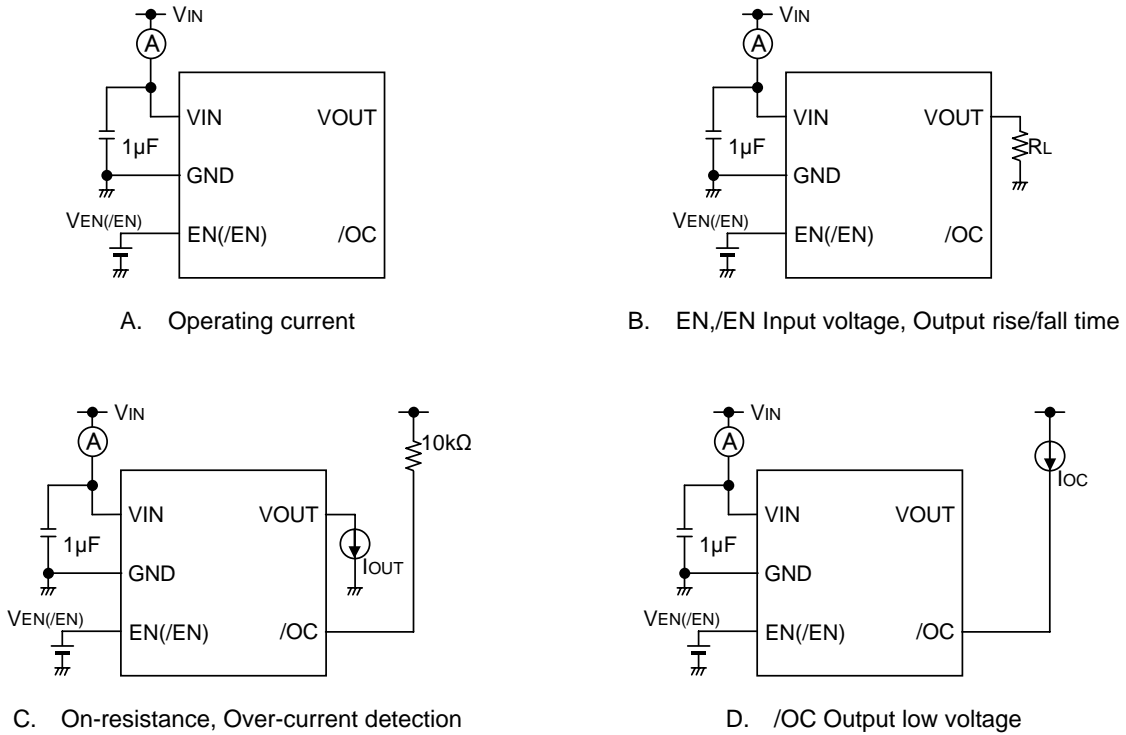 VIN
A
VIN
VOUT
1µF
GND
VEN(/EN)
EN(/EN)
/OC
A. Operating current
VIN
A
VIN
VOUT
1µF
RL
GND
VEN(/EN)
EN(/EN)
/OC
B. EN,/EN Input voltage, Output rise/fall time
VIN
A
10kΩ
VIN
VOUT
1µF
IOUT
GND
VEN(/EN)
EN(/EN)
/OC
C. On-resistance, Over-current detection
VIN
A
IOC
VIN
VOUT
1µF
GND
VEN(/EN)
EN(/EN)
/OC
D. /OC Output low voltage